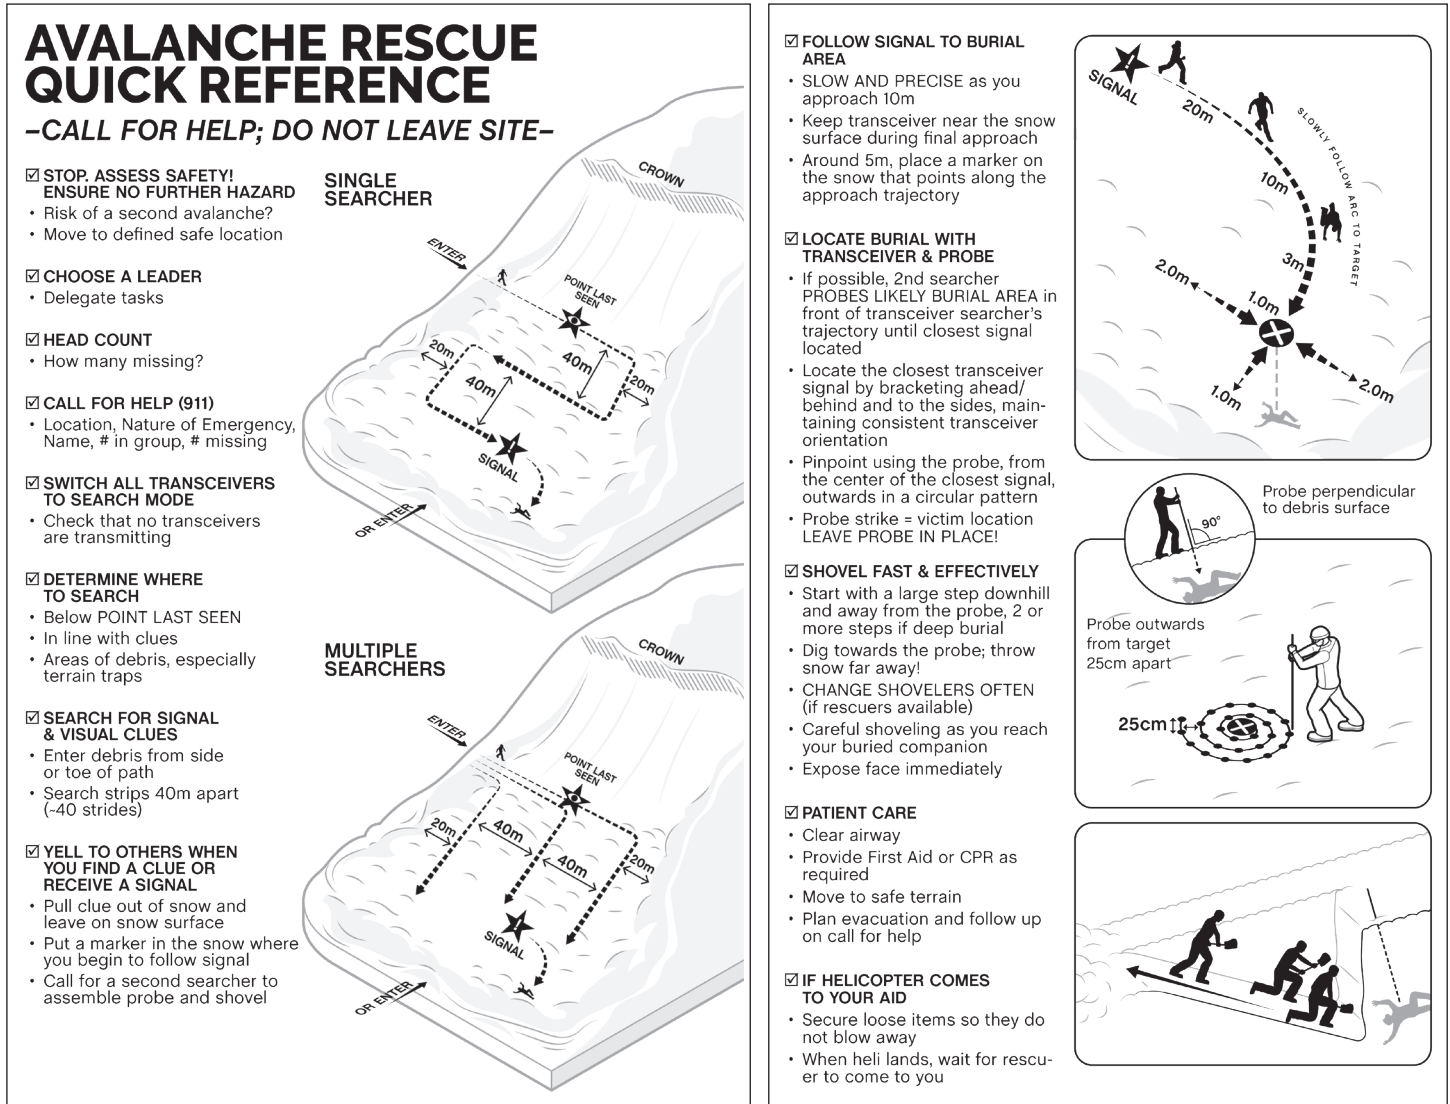 AVALANCHE RESCUE
QUICK REFERENCE
–CALL FOR HELP; DO NOT LEAVE SITE–
☑ STOP. ASSESS SAFETY!
ENSURE NO FURTHER HAZARD
• Risk of a second avalanche?
• Move to defined safe location
☑ CHOOSE A LEADER
• Delegate tasks
☑ HEAD COUNT
• How many missing?
☑ CALL FOR HELP (911)
• Location, Nature of Emergency,
Name, # in group, # missing
☑ SWITCH ALL TRANSCEIVERS
TO SEARCH MODE
• Check that no transceivers
are transmitting
☑ DETERMINE WHERE
TO SEARCH
• Below POINT LAST SEEN
• In line with clues
• Areas of debris, especially
terrain traps
☑ SEARCH FOR SIGNAL
& VISUAL CLUES
• Enter debris from side
or toe of path
• Search strips 40m apart
(~40 strides)
☑ YELL TO OTHERS WHEN
YOU FIND A CLUE OR
RECEIVE A SIGNAL
• Pull clue out of snow and
leave on snow surface
• Put a marker in the snow where
you begin to follow signal
• Call for a second searcher to
assemble probe and shovel
SINGLE
SEARCHER
CROWN
ENTER
POINT LAST
SEEN
20m
40m
40m
20m
SIGNAL
OR ENTER
MULTIPLE
SEARCHERS
CROWN
ENTER
POINT LAST
SEEN
20m
40m
40m
20m
SIGNAL
OR ENTER
☑ FOLLOW SIGNAL TO BURIAL
AREA
• SLOW AND PRECISE as you
approach 10m
• Keep transceiver near the snow
surface during final approach
• Around 5m, place a marker on
the snow that points along the
approach trajectory
☑ LOCATE BURIAL WITH
TRANSCEIVER & PROBE
• If possible, 2nd searcher
PROBES LIKELY BURIAL AREA in
front of transceiver searcher's
trajectory until closest signal
located
• Locate the closest transceiver
signal by bracketing ahead/
behind and to the sides, main-
taining consistent transceiver
orientation
• Pinpoint using the probe, from
the center of the closest signal,
outwards in a circular pattern
• Probe strike = victim location
LEAVE PROBE IN PLACE!
☑ SHOVEL FAST & EFFECTIVELY
• Start with a large step downhill
and away from the probe, 2 or
more steps if deep burial
• Dig towards the probe; throw
snow far away!
• CHANGE SHOVELERS OFTEN
(if rescuers available)
• Careful shoveling as you reach
your buried companion
• Expose face immediately
☑ PATIENT CARE
• Clear airway
• Provide First Aid or CPR as
required
• Move to safe terrain
• Plan evacuation and follow up
on call for help
☑ IF HELICOPTER COMES
TO YOUR AID
• Secure loose items so they do
not blow away
• When heli lands, wait for rescu-
er to come to you
SIGNAL
20m
SLOWLY FOLLOW ARC TO TARGET
10m
3m
2.0m
1.0m
1.0m
2.0m
Probe perpendicular
to debris surface
90°
Probe outwards
from target
25cm apart
25cm